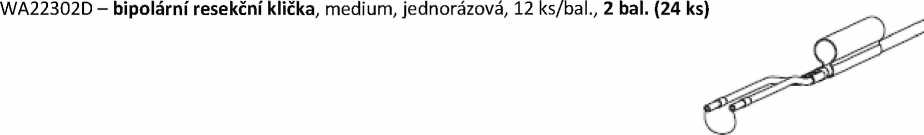 WA22302D – bipolární resekční klička, medium, jednorázová, 12 ks/bal., 2 bal. (24 ks)